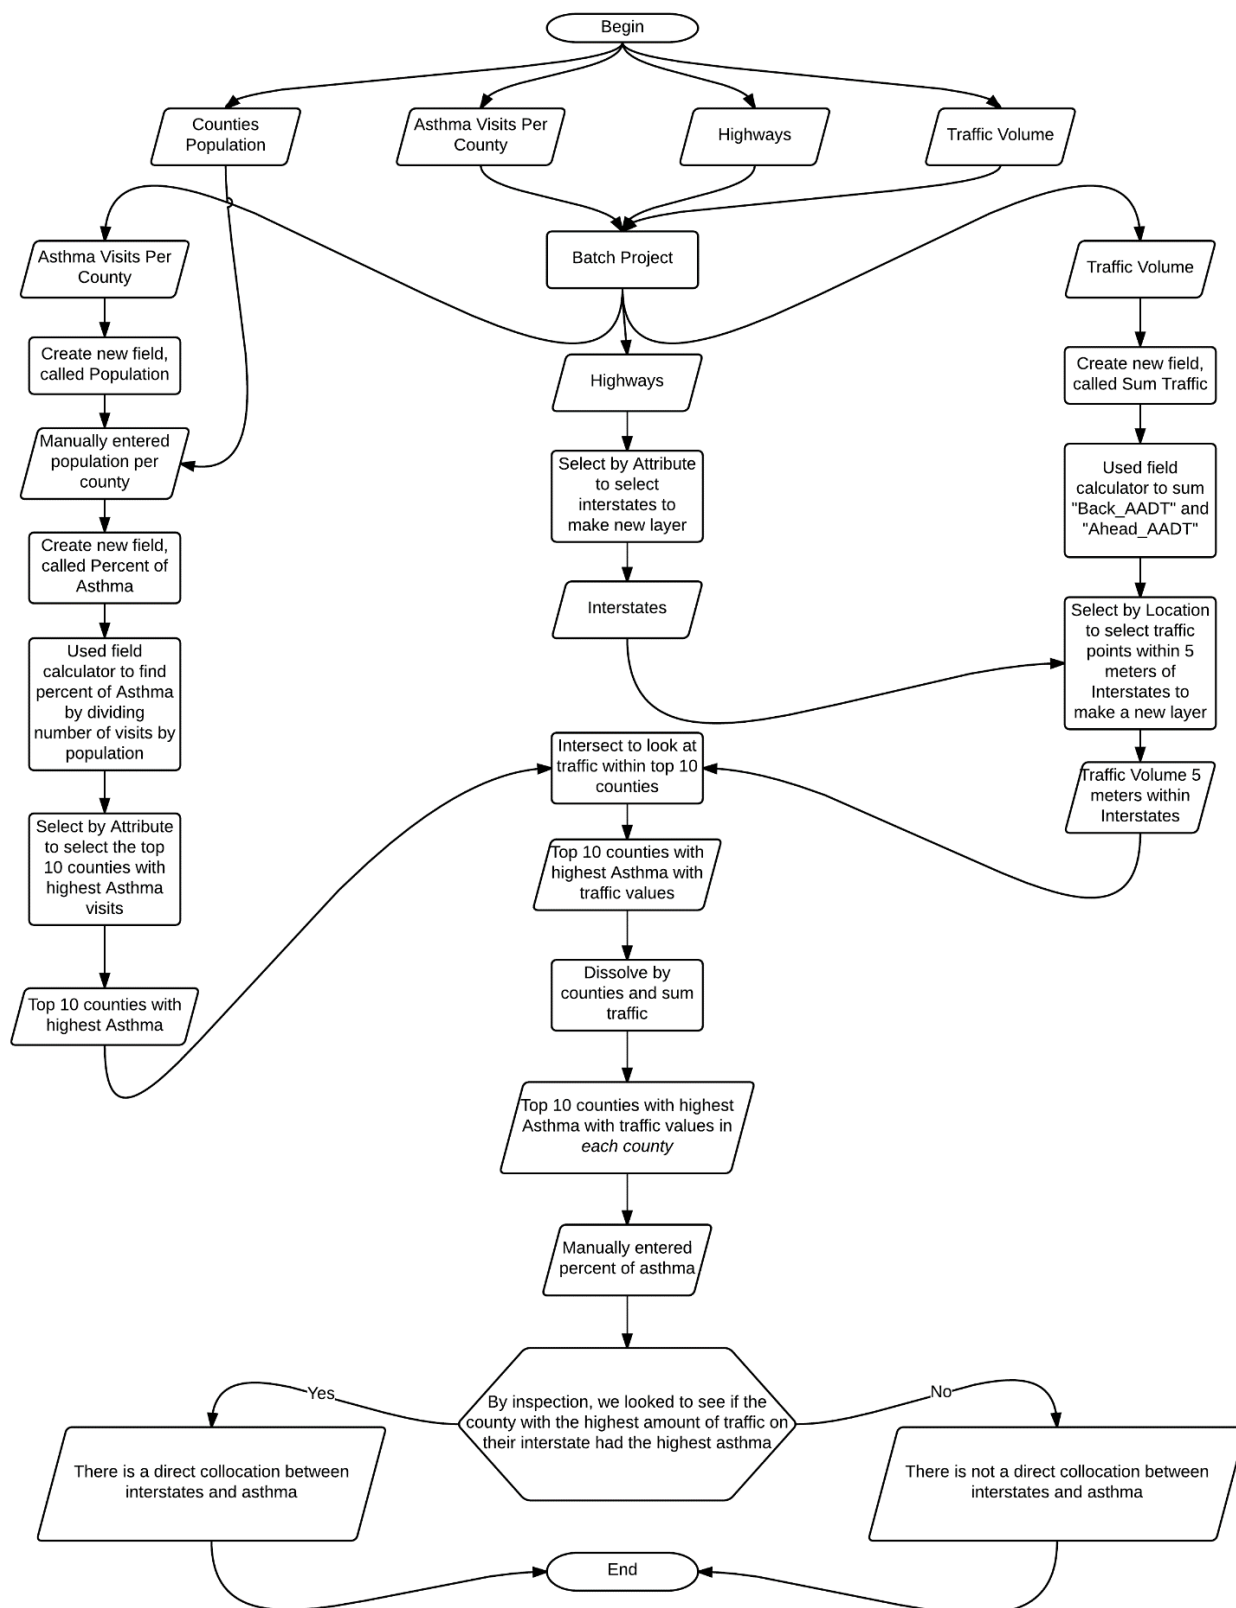 Begin
Counties
Population
Asthma Visits Per
County
Highways
Traffic Volume
Batch Project
Asthma Visits Per
County
Create new field,
called Population
Manually entered
population per
county
Create new field,
called Percent of
Asthma
Used field
calculator to find
percent of Asthma
by dividing
number of visits by
population
Select by Attribute
to select the top
10 counties with
highest Asthma
visits
Top 10 counties with
highest Asthma
Highways
Select by Attribute
to select
interstates to
make new layer
Interstates
Traffic Volume
Create new field,
called Sum Traffic
Used field
calculator to sum
"Back_AADT" and
"Ahead_AADT"
Select by Location
to select traffic
points within 5
meters of
Interstates to
make a new layer
Traffic Volume 5
meters within
Interstates
Intersect to look at
traffic within top 10
counties
Top 10 counties with
highest Asthma with
traffic values
Dissolve by
counties and sum
traffic
Top 10 counties with highest
Asthma with traffic values in
each county
Manually entered
percent of asthma
By inspection, we looked to see if the
county with the highest amount of traffic on
their interstate had the highest asthma
Yes
No
There is a direct collocation between
interstates and asthma
There is not a direct collocation between
interstates and asthma
End